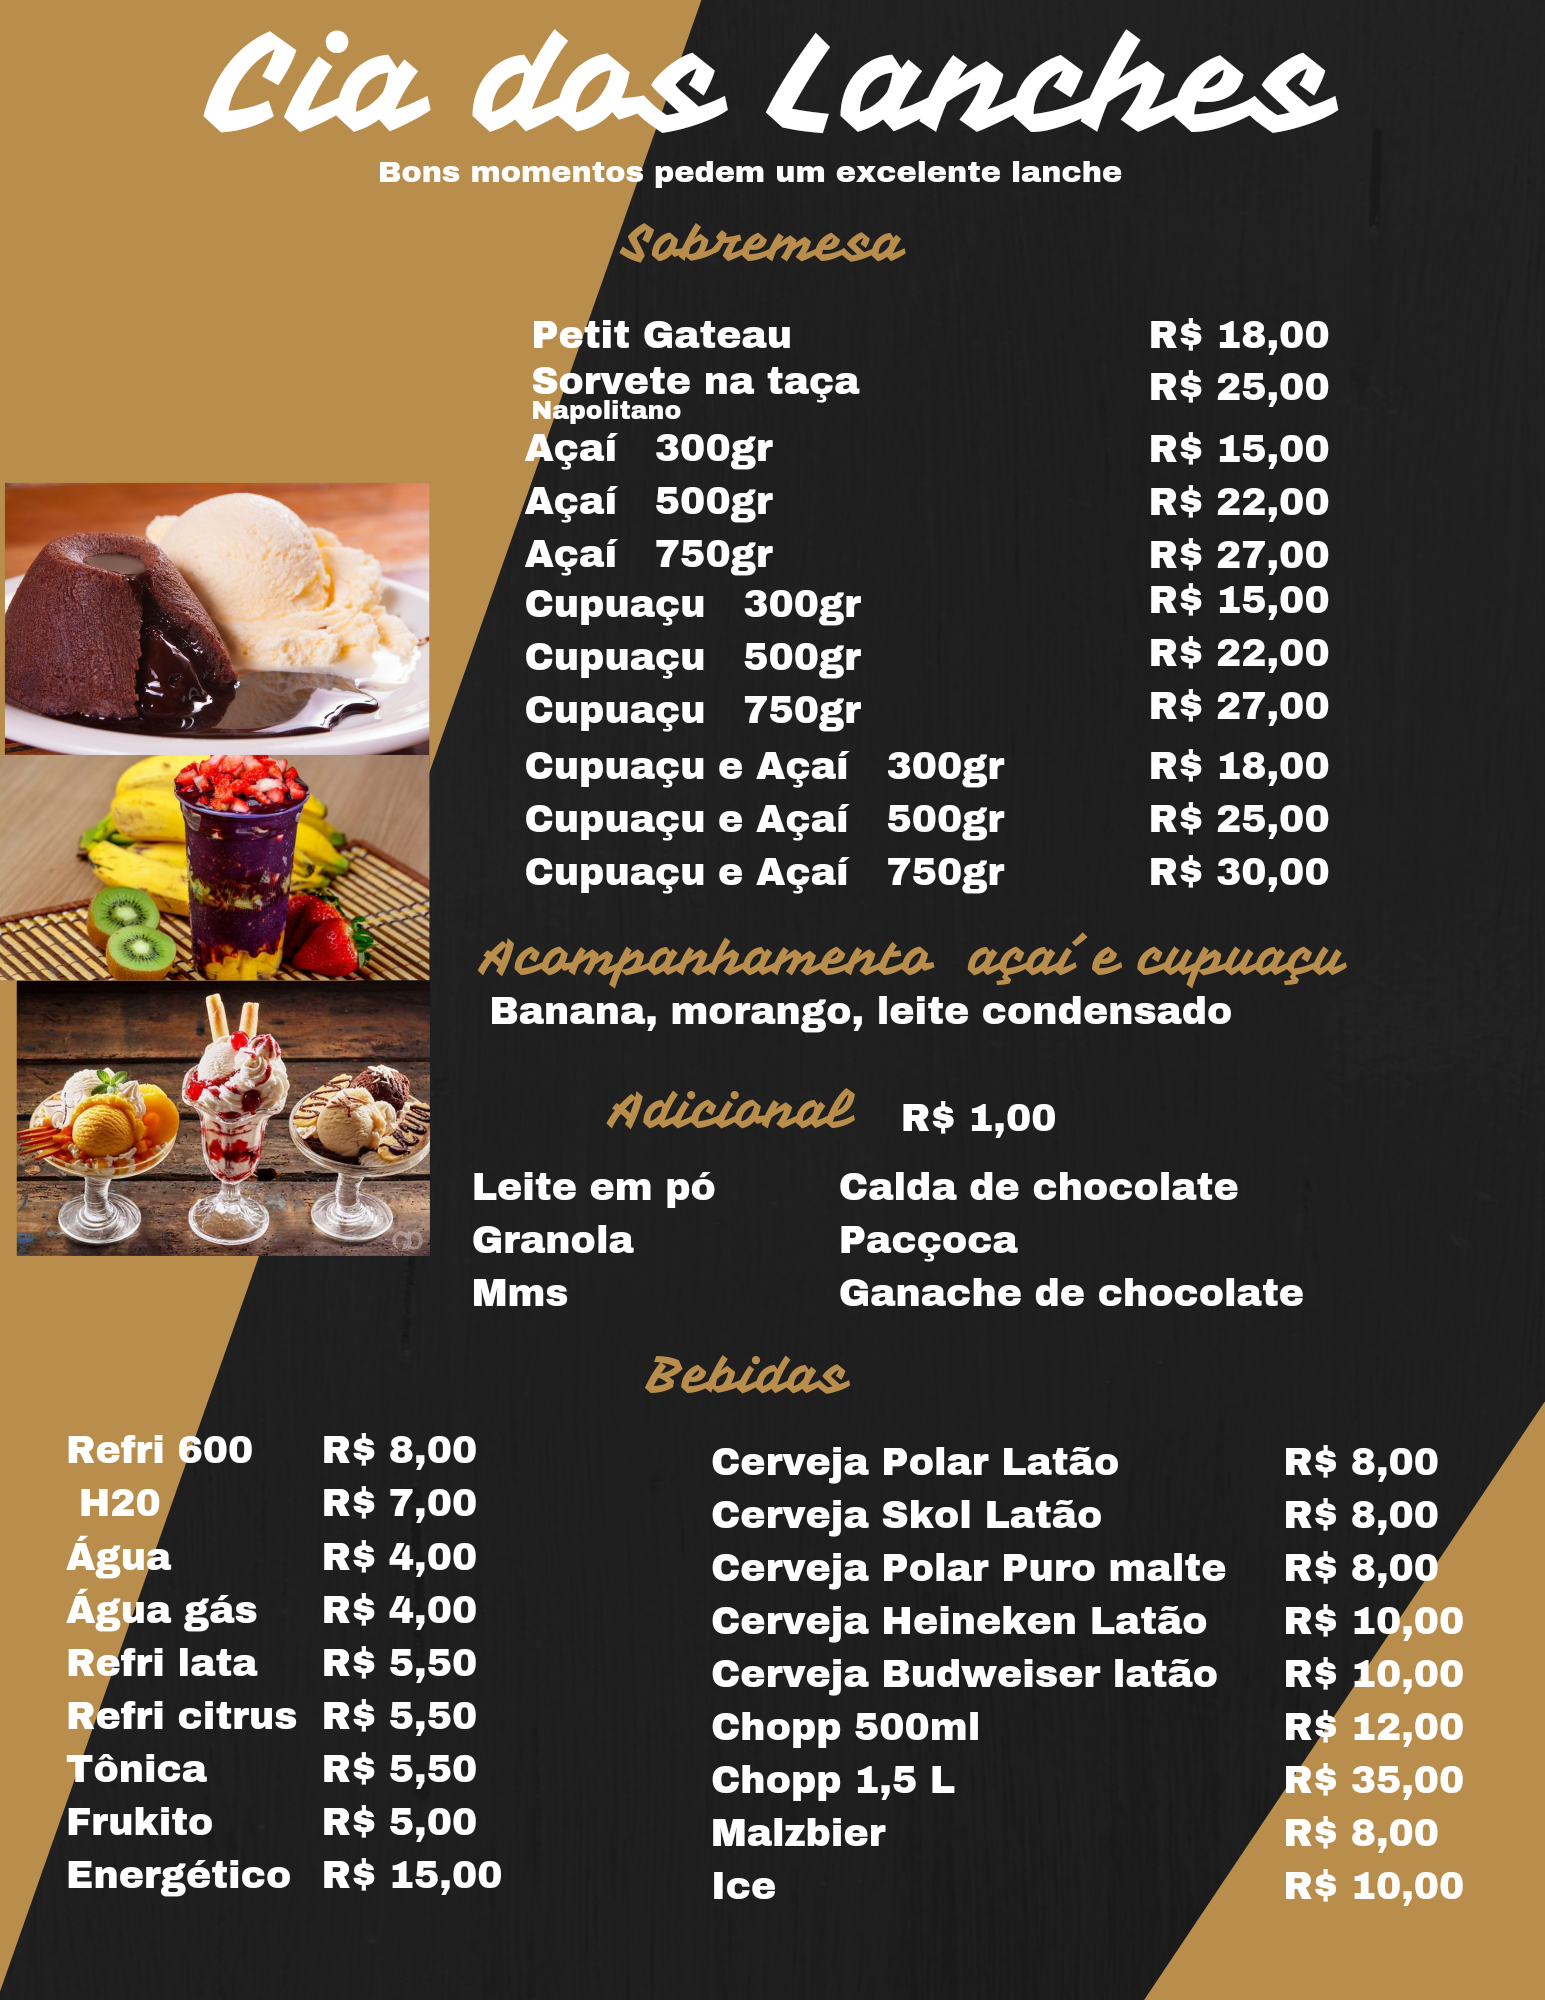 Cia dos Lanches
Bons momentos pedem um excelente lanche
Sobremesa
Petit Gateau R$ 18,00
Sorvete na taça R$ 25,00
Napolitano
Açaí 300gr R$ 15,00
Açaí 500gr R$ 22,00
Açaí 750gr R$ 27,00
Cupuaçu 300gr R$ 15,00
Cupuaçu 500gr R$ 22,00
Cupuaçu 750gr R$ 27,00
Cupuaçu e Açaí 300gr R$ 18,00
Cupuaçu e Açaí 500gr R$ 25,00
Cupuaçu e Açaí 750gr R$ 30,00
Acompanhamento açaí e cupuaçu
Banana, morango, leite condensado
Adicional R$ 1,00
Leite em pó Calda de chocolate
Granola Pacçoca
Mms Ganache de chocolate
Bebidas
Refri 600 R$ 8,00
H20 R$ 7,00
Água R$ 4,00
Água gás R$ 4,00
Refri lata R$ 5,50
Refri citrus R$ 5,50
Tônica R$ 5,50
Frukito R$ 5,00
Energético R$ 15,00
Cerveja Polar Latão R$ 8,00
Cerveja Skol Latão R$ 8,00
Cerveja Polar Puro malte R$ 8,00
Cerveja Heineken Latão R$ 10,00
Cerveja Budweiser latão R$ 10,00
Chopp 500ml R$ 12,00
Chopp 1,5 L R$ 35,00
Malzbier R$ 8,00
Ice R$ 10,00